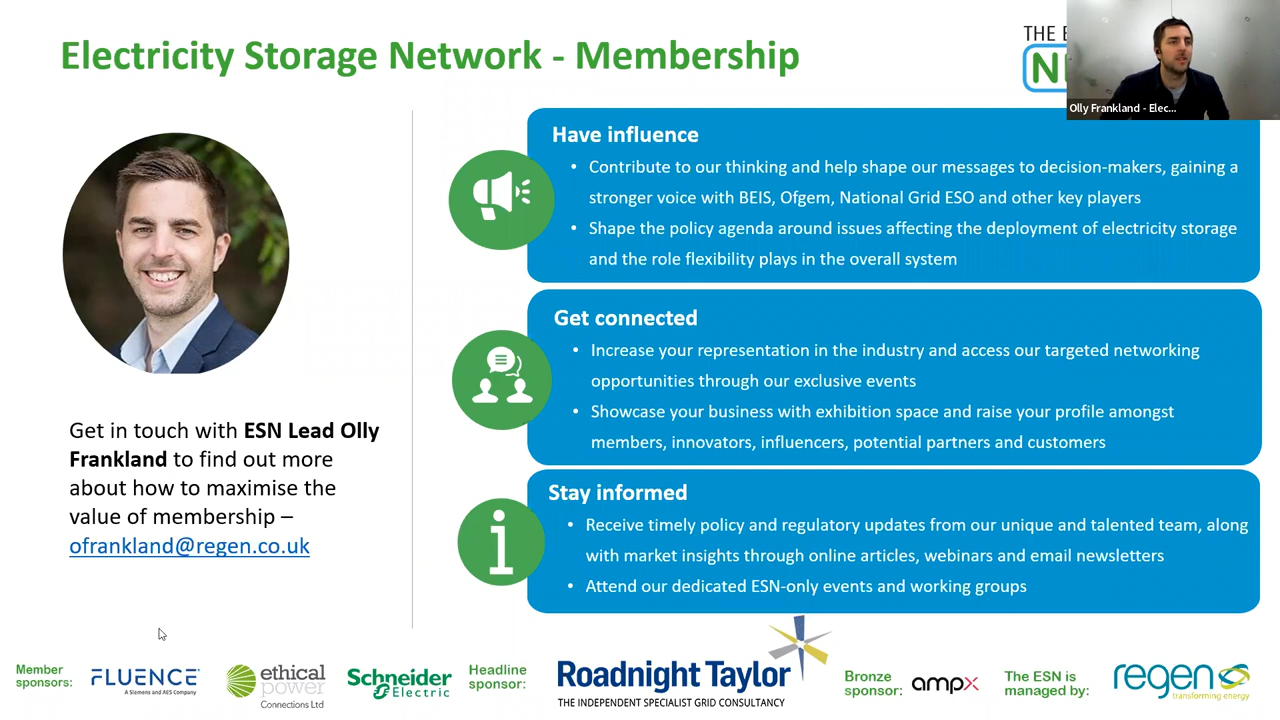 Electricity Storage Network - Membership
THE
Olly Frankland - Elec...
Have influence
• Contribute to our thinking and help shape our messages to decision-makers, gaining a
stronger voice with BEIS, Ofgem, National Grid ESO and other key players
• Shape the policy agenda around issues affecting the deployment of electricity storage
and the role flexibility plays in the overall system
Get connected
• Increase your representation in the industry and access our targeted networking
opportunities through our exclusive events
• Showcase your business with exhibition space and raise your profile amongst
members, innovators, influencers, potential partners and customers
Stay informed
• Receive timely policy and regulatory updates from our unique and talented team, along
with market insights through online articles, webinars and email newsletters
• Attend our dedicated ESN-only events and working groups
Get in touch with ESN Lead Olly
Frankland to find out more
about how to maximise the
value of membership –
ofrankland@regen.co.uk
Member
sponsors:
FLUENCE
A Siemens and AES Company
ethical
power
Connections Ltd
Schneider
Electric
Headline
sponsor:
Roadnight Taylor
THE INDEPENDENT SPECIALIST GRID CONSULTANCY
Bronze
sponsor:
ampx
The ESN is
managed by:
regen
transforming energy